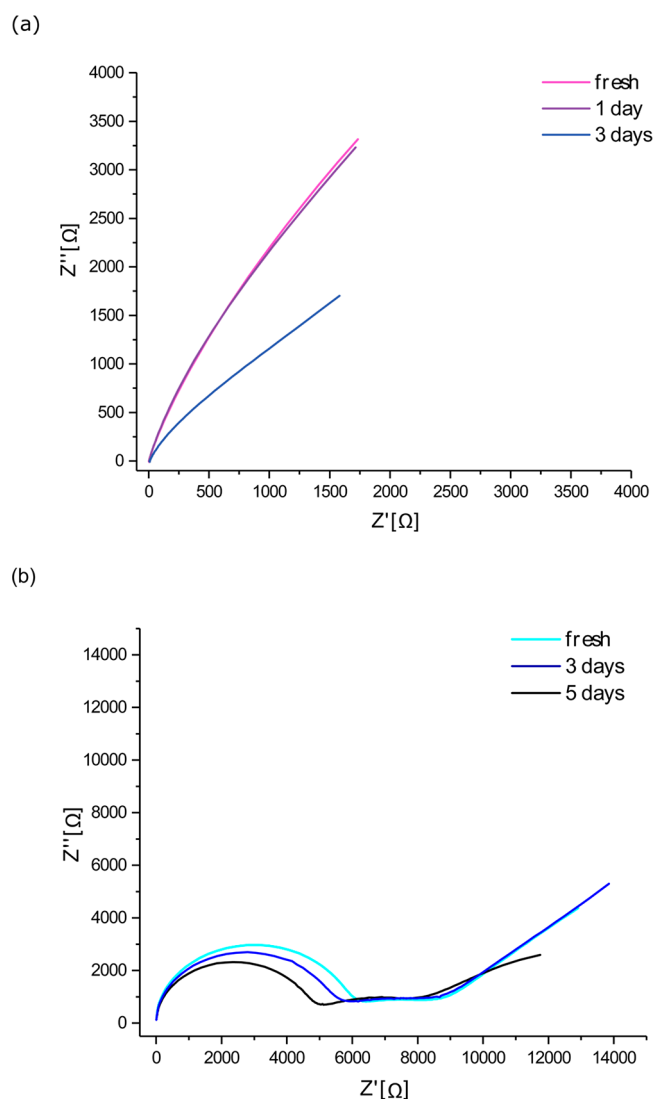 (a)
4000
3500
3000
2500
2000
1500
1000
500
0
Z''[Ω]
fresh
1 day
3 days
0 500 1000 1500 2000 2500 3000 3500 4000
Z'[Ω]
(b)
14000
12000
10000
8000
6000
4000
2000
0
Z''[Ω]
fresh
3 days
5 days
0 2000 4000 6000 8000 10000 12000 14000
Z'[Ω]